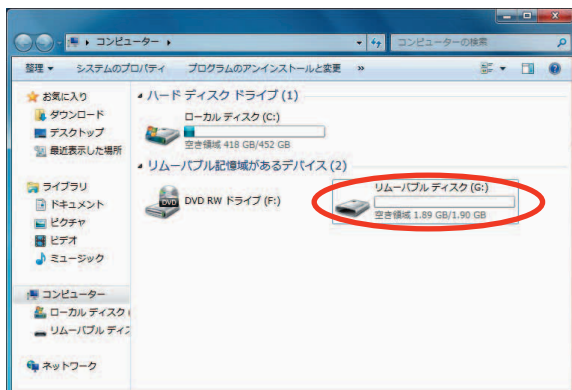 コンピューター
コンピューターの検索
整理 システムのプロパティ プログラムのアンインストールと変更 »
お気に入り
ダウンロード
デスクトップ
最近表示した場所
ライブラリ
ドキュメント
ピクチャ
ビデオ
ミュージック
コンピューター
ローカル ディスク (
リムーバブル ディス
ネットワーク
ハード ディスク ドライブ (1)
ローカル ディスク (C:)
空き領域 418 GB/452 GB
リムーバブル記憶域があるデバイス (2)
DVD RW ドライブ (F:)
リムーバブル ディスク (G:)
空き領域 1.89 GB/1.90 GB